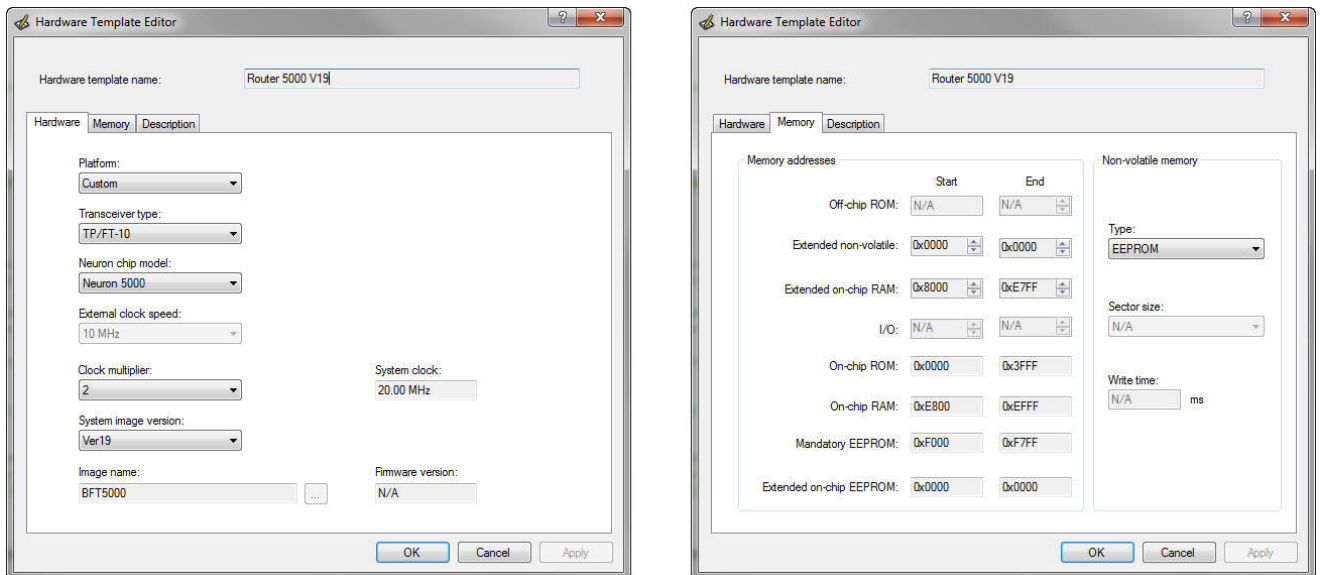 Hardware Template Editor
Hardware template name: Router 5000 V19
Hardware Memory Description
Platform:
Custom
Transceiver type:
TP/FT-10
Neuron chip model:
Neuron 5000
External clock speed:
10 MHz
Clock multiplier: System clock:
2 20.00 MHz
System image version:
Ver19
Image name: Firmware version:
BFT5000 ... N/A
OK Cancel Apply
Hardware Template Editor
Hardware template name: Router 5000 V19
Hardware Memory Description
Memory addresses
Start End
Off-chip ROM: N/A N/A
Extended non-volatile: 0x0000 0x0000
Extended on-chip RAM: 0x8000 0xE7FF
I/O: N/A N/A
On-chip ROM: 0x0000 0x3FFF
On-chip RAM: 0xE800 0xEFFF
Mandatory EEPROM: 0xF000 0xF7FF
Extended on-chip EEPROM: 0x0000 0x0000
Non-volatile memory
Type:
EEPROM
Sector size:
N/A
Write time:
N/A ms
OK Cancel Apply